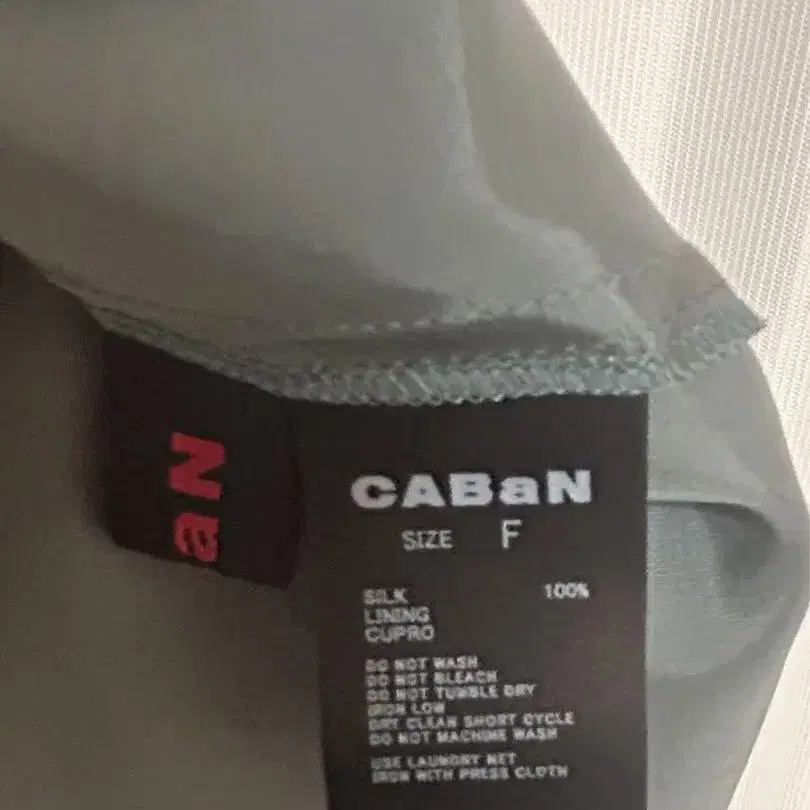 aN
CABaN
SIZE F
SILK 100%
LINING
CUPRO
DO NOT WASH
DO NOT BLEACH
DO NOT TUMBLE DRY
IRON LOW
DRY CLEAN SHORT CYCLE
DO NOT MACHINE WASH
USE LAUNDRY NET
IRON WITH PRESS CLOTH